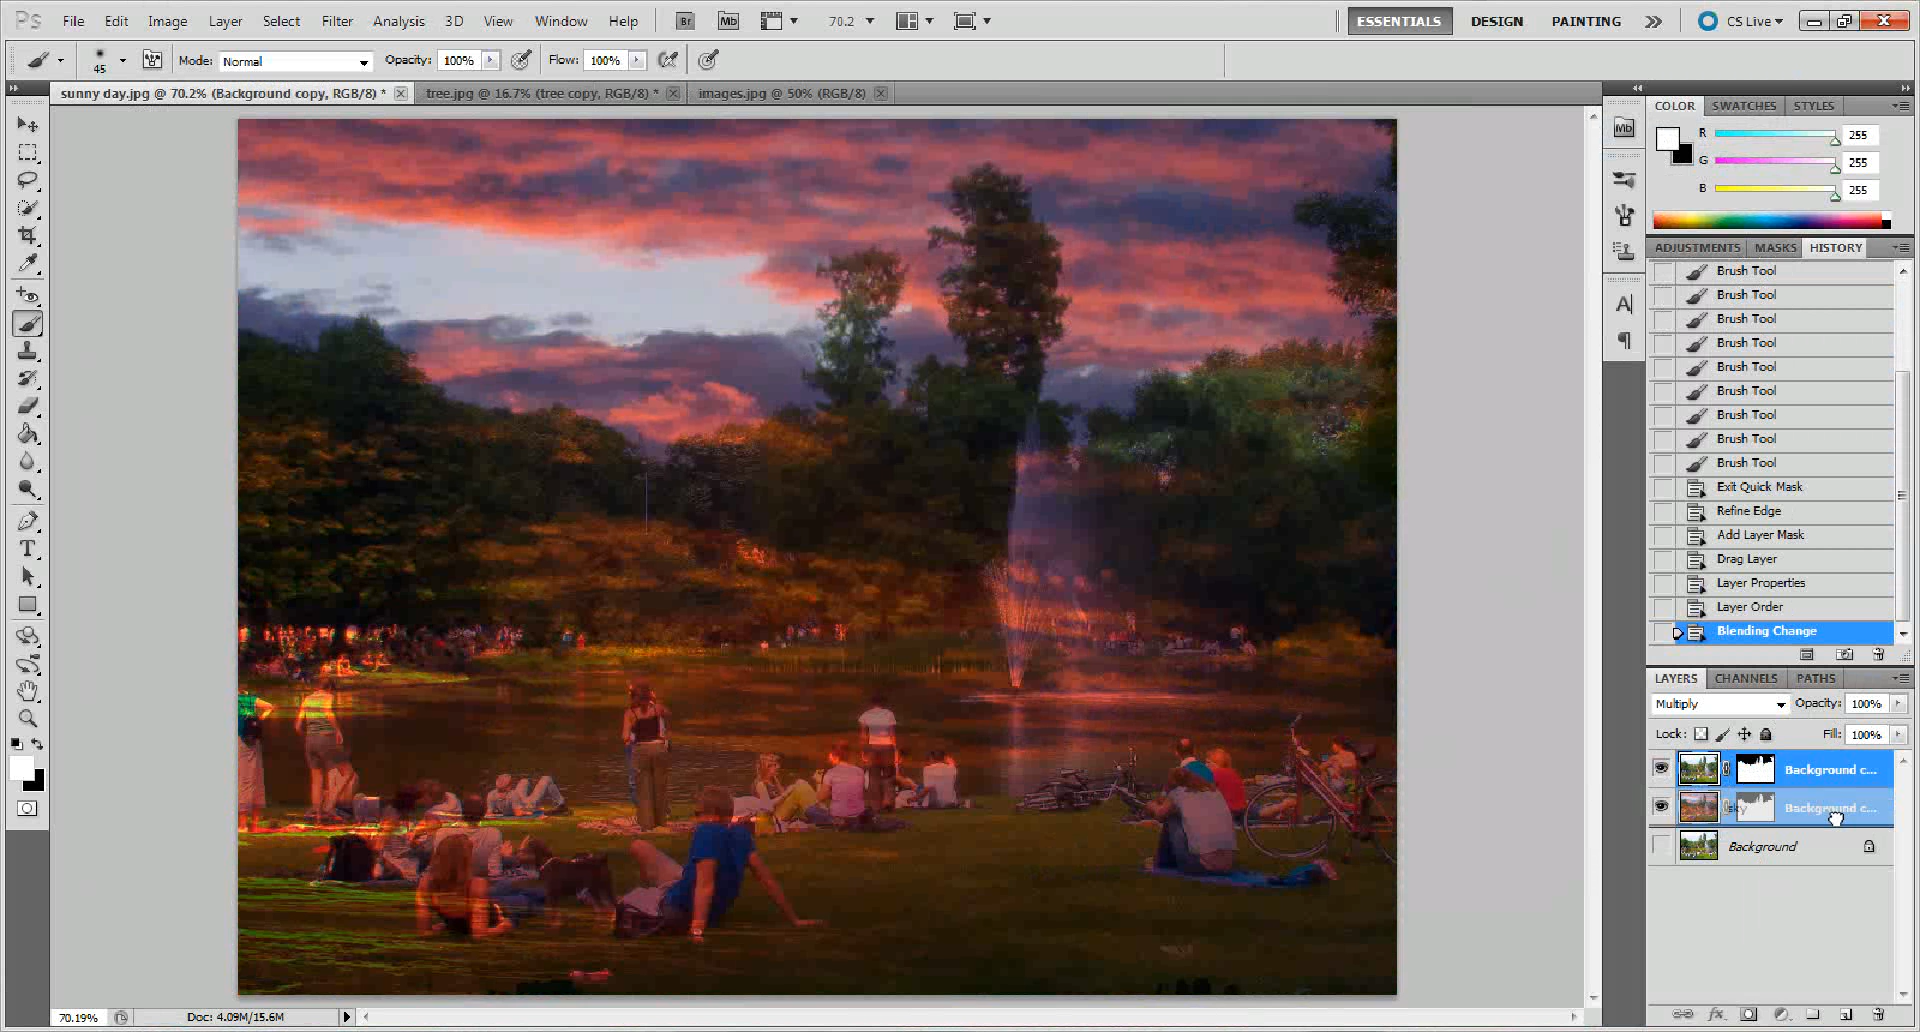 Ps File Edit Image Layer Select Filter Analysis 3D View Window Help Br Mb 70.2 ESSENTIALS DESIGN PAINTING CS Live
45 Mode: Normal Opacity: 100% Flow: 100%
sunny day.jpg @ 70.2% (Background copy, RGB/8) * tree.jpg @ 16.7% (tree copy, RGB/8) * images.jpg @ 50% (RGB/8)
COLOR SWATCHES STYLES
Mb
R 255
G 255
B 255
ADJUSTMENTS MASKS HISTORY
Brush Tool
Brush Tool
Brush Tool
Brush Tool
Brush Tool
Brush Tool
Brush Tool
Brush Tool
Brush Tool
Exit Quick Mask
Refine Edge
Add Layer Mask
Drag Layer
Layer Properties
Layer Order
Blending Change
LAYERS CHANNELS PATHS
Multiply Opacity: 100%
Lock: Fill: 100%
Background c...
Background c...
Background
70.19% Doc: 4.09M/15.6M